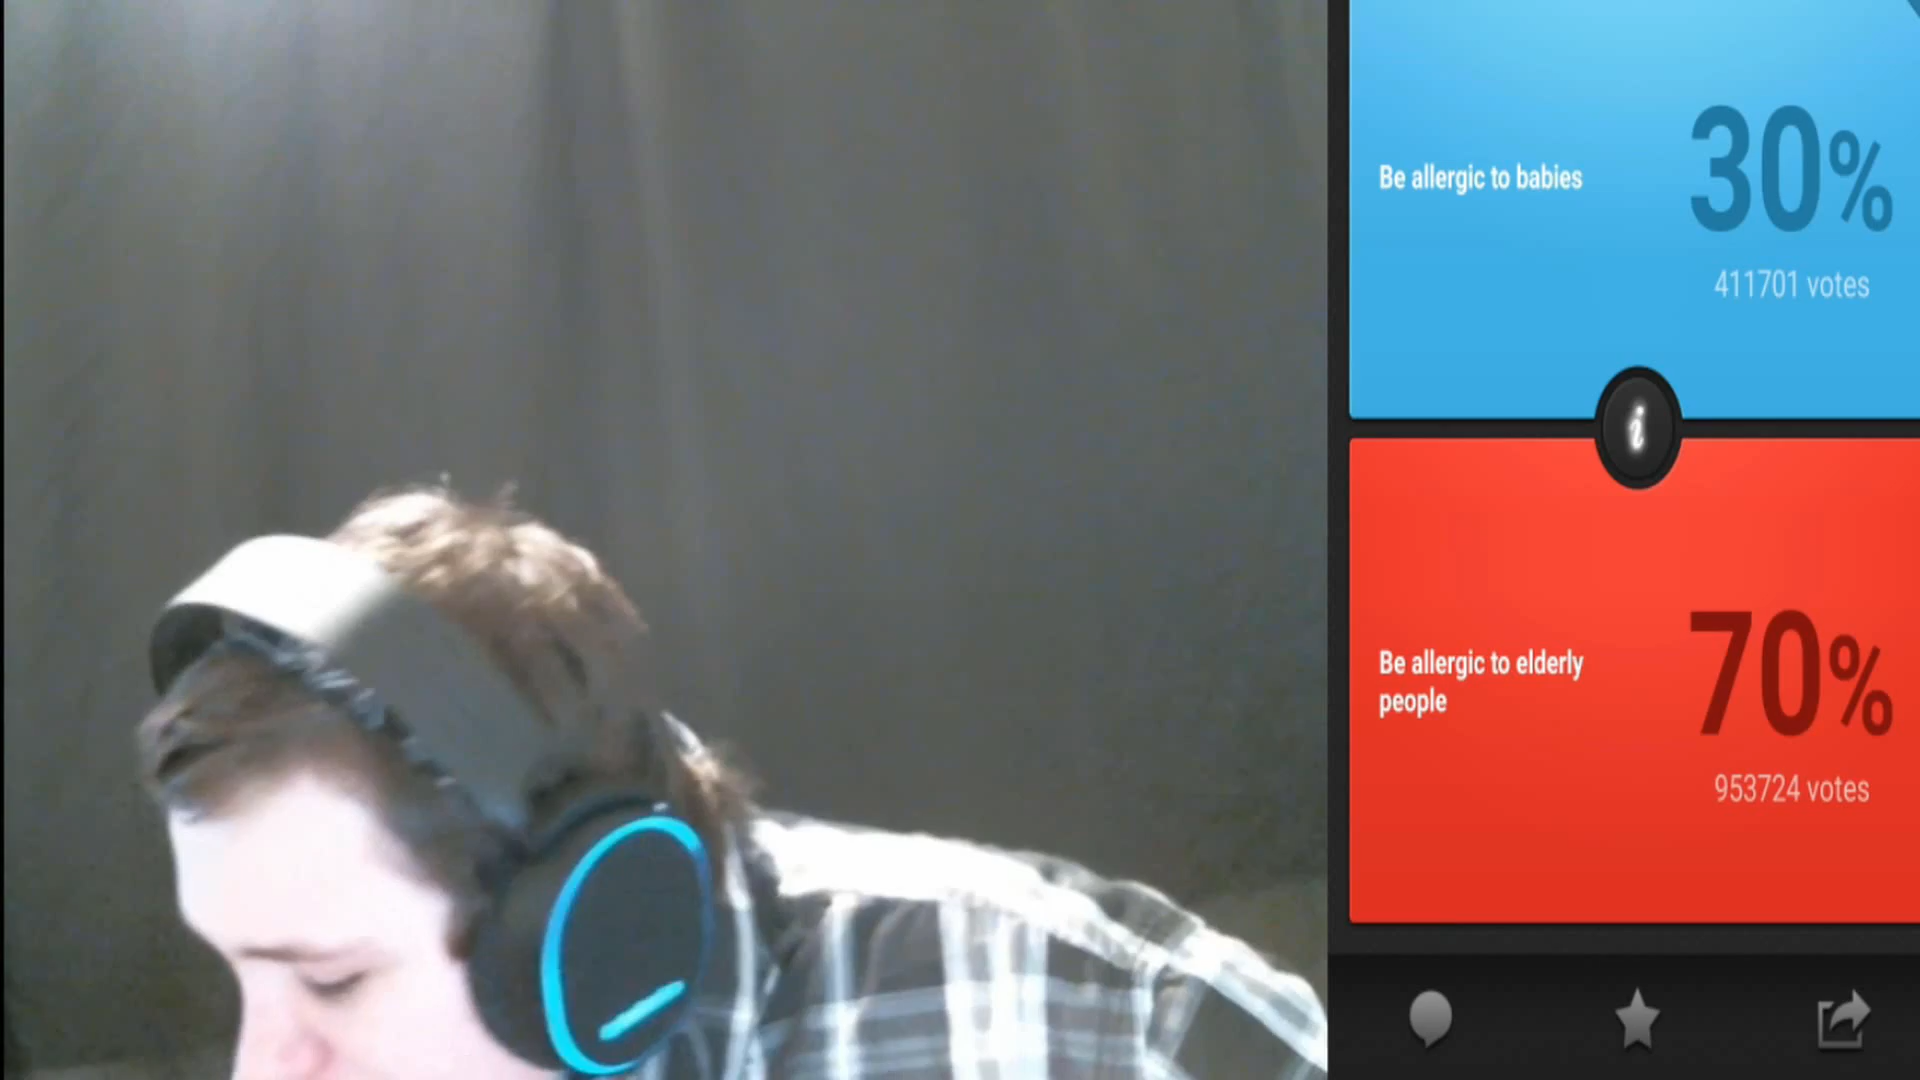 Be allergic to babies
30%
411701 votes
i
Be allergic to elderly
people
70%
953724 votes